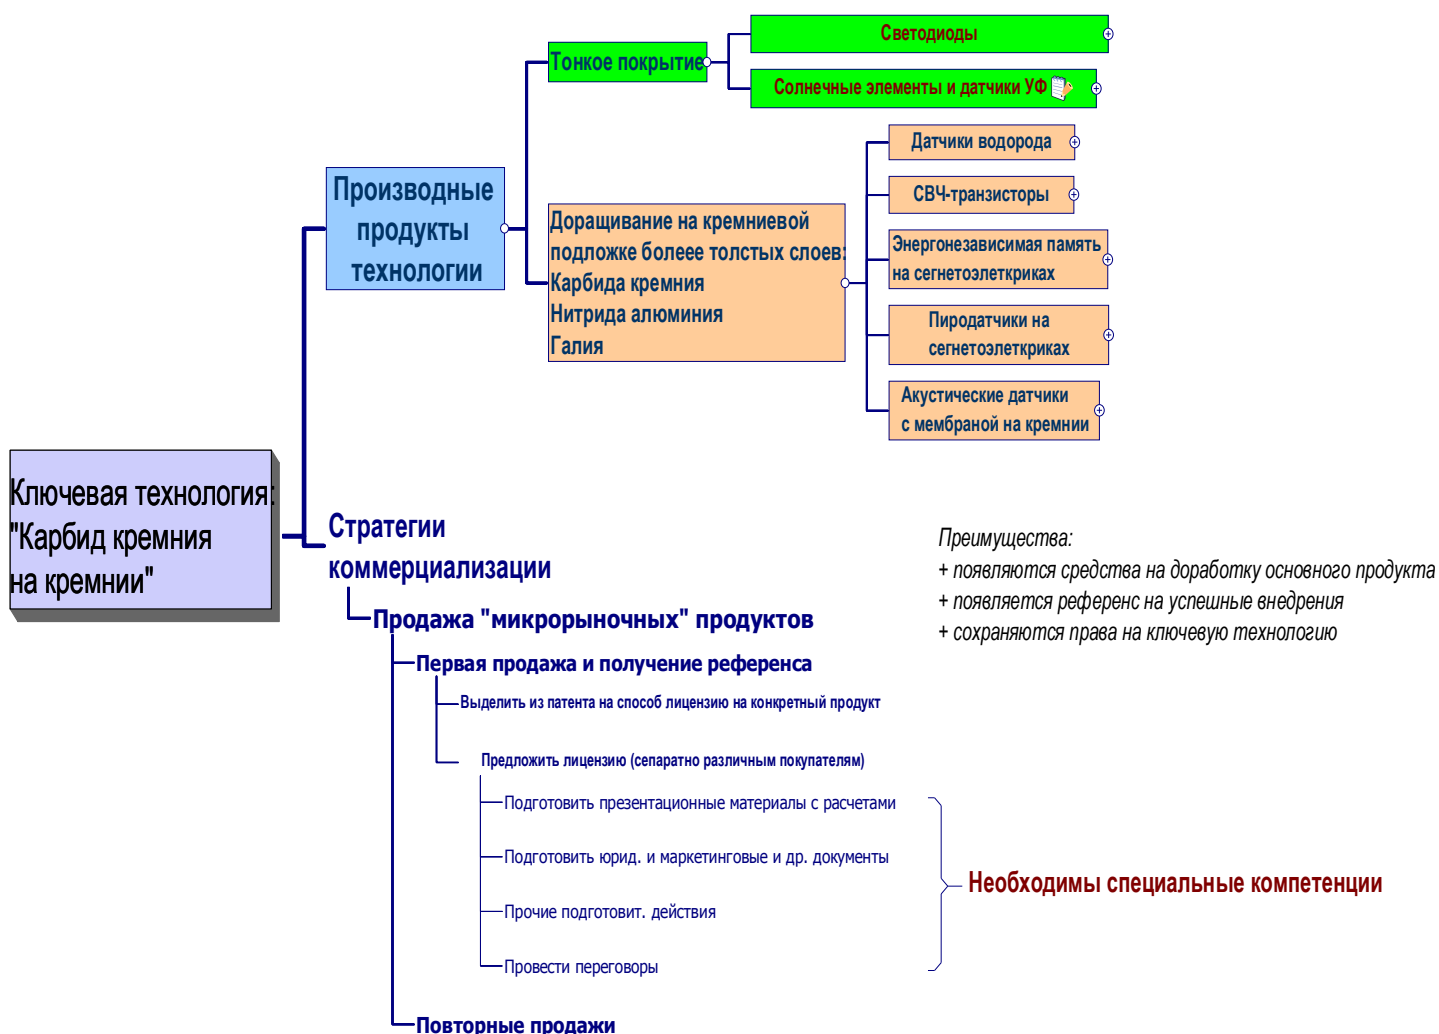 Светодиоды
Тонкое покрытие
Солнечные элементы и датчики УФ
Датчики водорода
СВЧ-транзисторы
Производные
продукты
технологии
Доращивание на кремниевой
подложке болеее толстых слоев:
Карбида кремния
Нитрида алюминия
Галия
Энергонезависимая память
на сегнетоэлеткриках
Пиродатчики на
сегнетоэлеткриках
Акустические датчики
с мембраной на кремнии
Ключевая технология:
"Карбид кремния
на кремнии"
Стратегии
коммерциализации
Преимущества:
+ появляются средства на доработку основного продукта
+ появляется референс на успешные внедрения
+ сохраняются права на ключевую технологию
Продажа "микрорыночных" продуктов
Первая продажа и получение референса
Выделить из патента на способ лицензию на конкретный продукт
Предложить лицензию (сепаратно различным покупателям)
Подготовить презентационные материалы с расчетами
Подготовить юрид. и маркетинговые и др. документы
Прочие подготовит. действия
Провести переговоры
Необходимы специальные компетенции
Повторные продажи